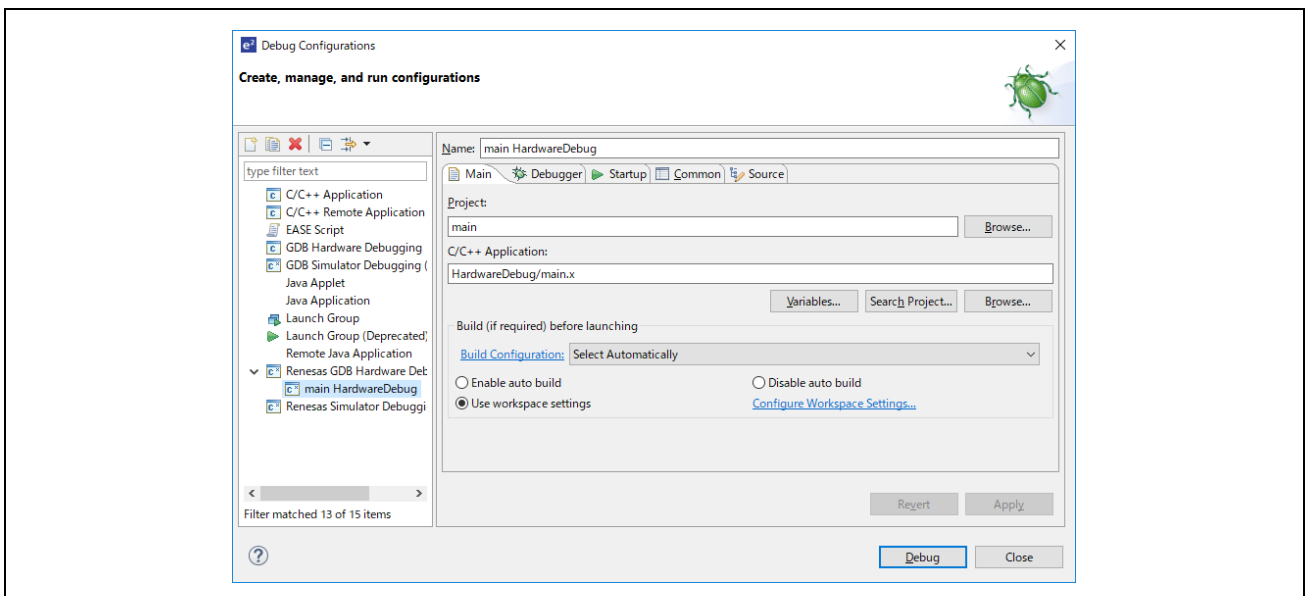 e² Debug Configurations
Create, manage, and run configurations
type filter text
C/C++ Application
C/C++ Remote Application
EASE Script
GDB Hardware Debugging
GDB Simulator Debugging (
Java Applet
Java Application
Launch Group
Launch Group (Deprecated)
Remote Java Application
Renesas GDB Hardware Deb
main HardwareDebug
Renesas Simulator Debuggi
Filter matched 13 of 15 items
Name: main HardwareDebug
Main Debugger Startup Common Source
Project:
main Browse...
C/C++ Application:
HardwareDebug/main.x
Variables... Search Project... Browse...
Build (if required) before launching
Build Configuration: Select Automatically
Enable auto build Disable auto build
Use workspace settings Configure Workspace Settings...
Revert Apply
? Debug Close